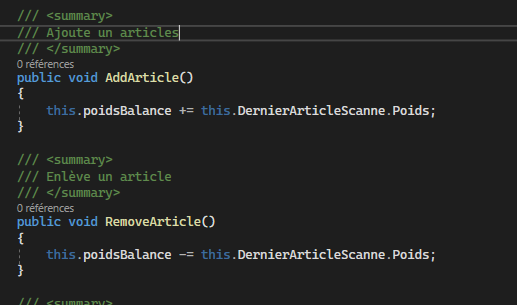 /// <summary>
/// Ajoute un articles
/// </summary>
0 références
public void AddArticle()
{
this.poidsBalance += this.DernierArticleScanne.Poids;
}
/// <summary>
/// Enlève un article
/// </summary>
0 références
public void RemoveArticle()
{
this.poidsBalance -= this.DernierArticleScanne.Poids;
}
/// <summary>